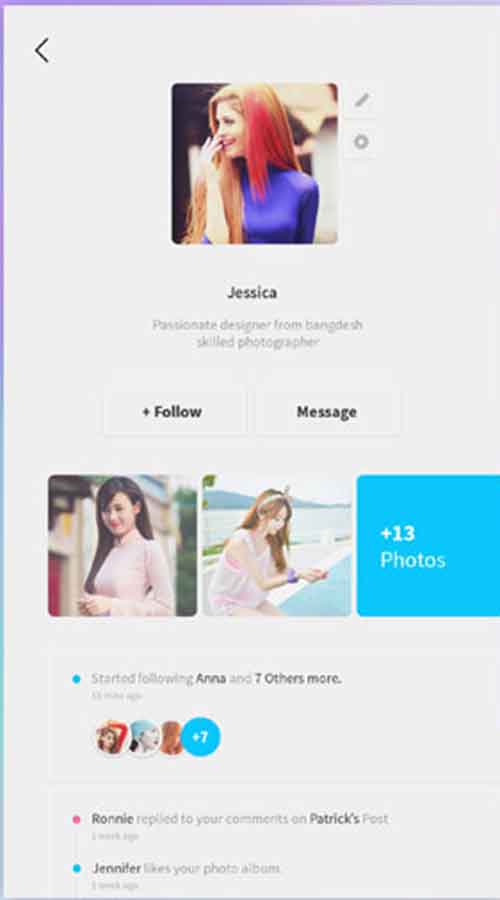 Jessica
Passionate designer from bangdesh
skilled photographer
+ Follow
Message
+13
Photos
Started following Anna and 7 Others more.
15 mins ago
+7
Ronnie replied to your comments on Patrick's Post
1 week ago
Jennifer likes your photo album.
1 week ago